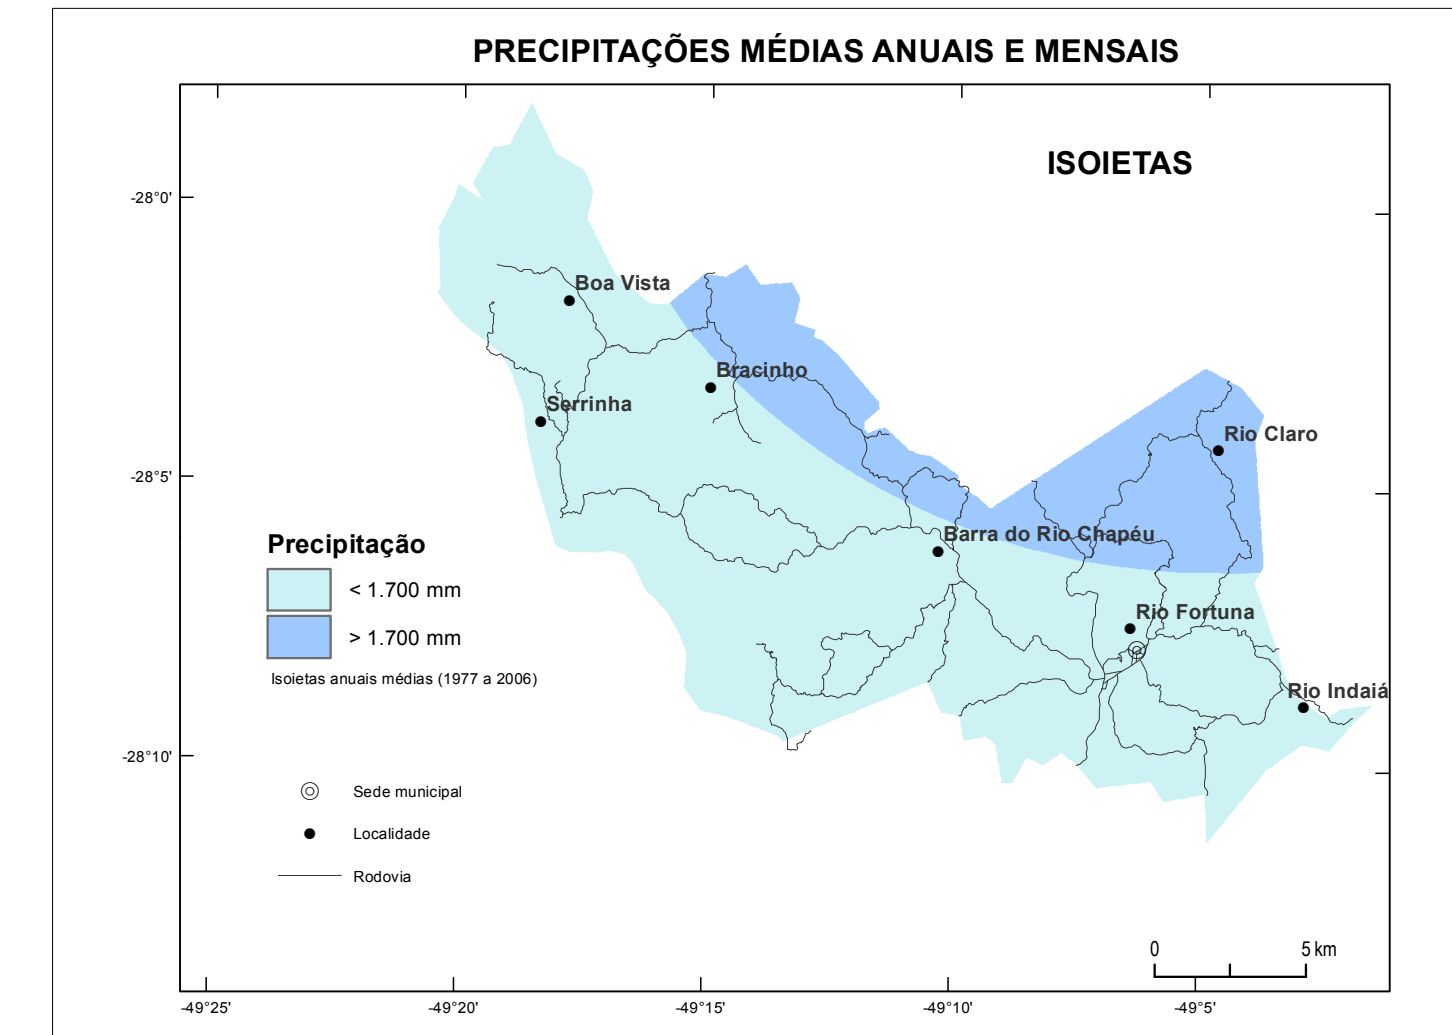 PRECIPITAÇÕES MÉDIAS ANUAIS E MENSAIS
ISOIETAS
-28°0'
Boa Vista
Bracinho
Serrinha
Rio Claro
-28°5'
Barra do Rio Chapéu
Precipitação
< 1.700 mm
Rio Fortuna
> 1.700 mm
Isoietas anuais médias (1977 a 2006)
Rio Indaiá
-28°10'
Sede municipal
Localidade
Rodovia
0 5 km
-49°25' -49°20' -49°15' -49°10' -49°5'